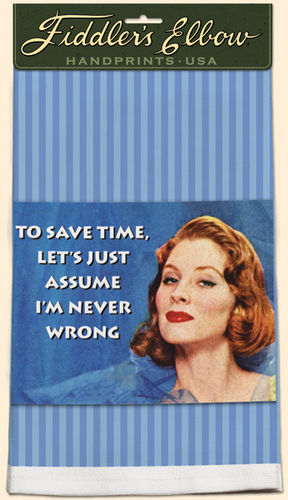 Fiddler's Elbow
HANDPRINTS · USA
TO SAVE TIME,
LET'S JUST
ASSUME
I'M NEVER
WRONG